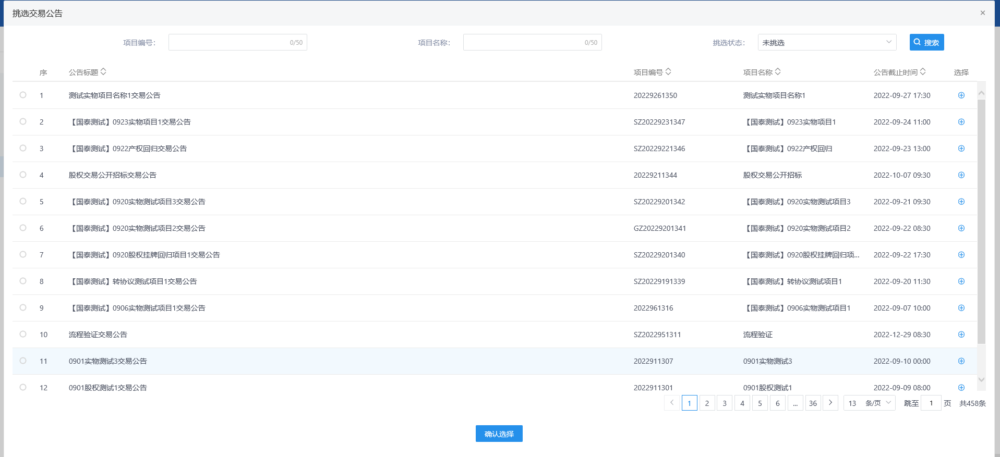 挑选交易公告
项目编号： 0/50 项目名称： 0/50 挑选状态： 未挑选 搜索
序 公告标题 项目编号 项目名称 公告截止时间 选择
1 测试实物项目名称1交易公告 20229261350 测试实物项目名称1 2022-09-27 17:30
2 【国泰测试】0923实物项目1交易公告 SZ20229231347 【国泰测试】0923实物项目1 2022-09-24 11:00
3 【国泰测试】0922产权回归交易公告 SZ20229221346 【国泰测试】0922产权回归 2022-09-23 13:00
4 股权交易公开招标交易公告 20229211344 股权交易公开招标 2022-10-07 09:30
5 【国泰测试】0920实物测试项目3交易公告 SZ20229201342 【国泰测试】0920实物测试项目3 2022-09-21 09:30
6 【国泰测试】0920实物测试项目2交易公告 GZ20229201341 【国泰测试】0920实物测试项目2 2022-09-22 08:30
7 【国泰测试】0920股权挂牌回归项目1交易公告 SZ20229201340 【国泰测试】0920股权挂牌回归项... 2022-09-22 17:30
8 【国泰测试】转协议测试项目1交易公告 SZ20229191339 【国泰测试】转协议测试项目1 2022-09-20 11:30
9 【国泰测试】0906实物测试项目1交易公告 2022961316 【国泰测试】0906实物测试项目1 2022-09-07 10:00
10 流程验证交易公告 SZ2022951311 流程验证 2022-12-29 08:30
11 0901实物测试3交易公告 2022911307 0901实物测试3 2022-09-10 00:00
12 0901股权测试1交易公告 2022911301 0901股权测试1 2022-09-09 08:00
1 2 3 4 5 6 ... 36 13 条/页 跳至 1 页 共458条
确认选择